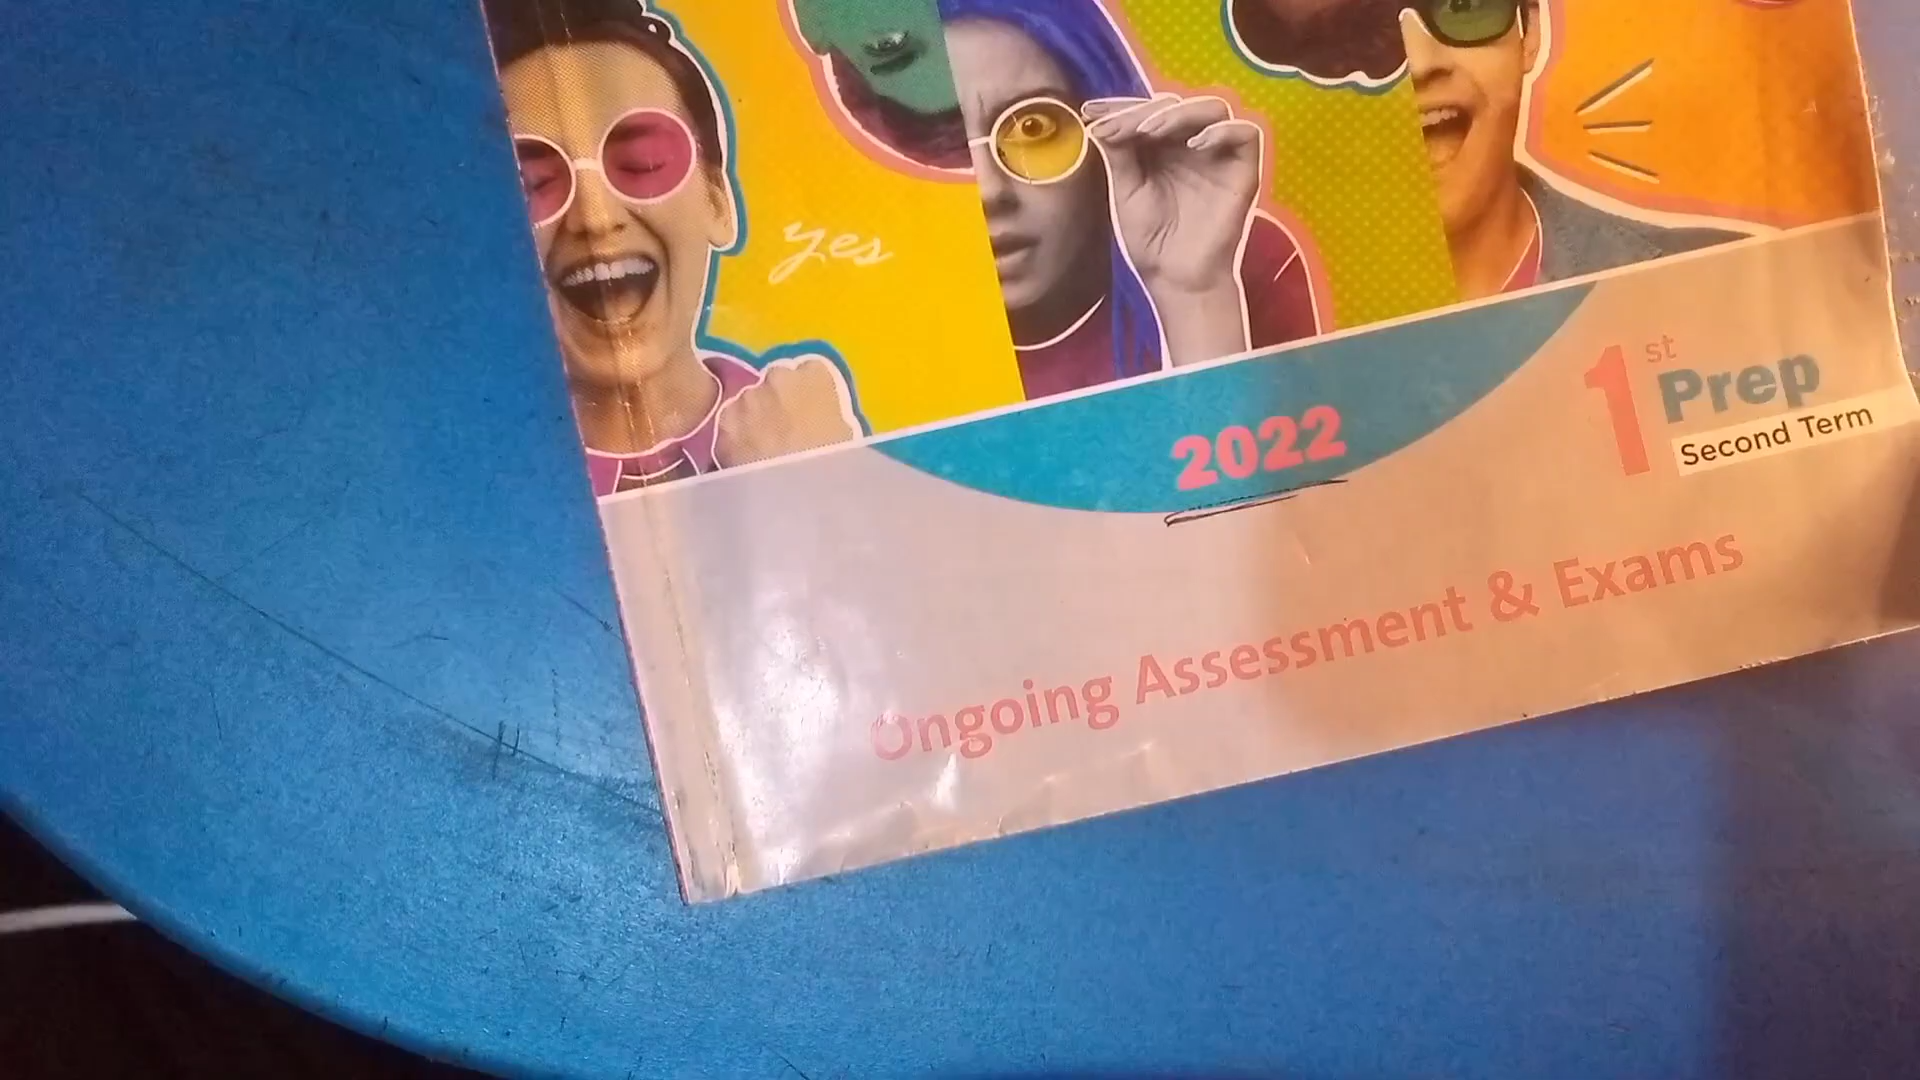 yes
2022
1st Prep
Second Term
Ongoing Assessment & Exams